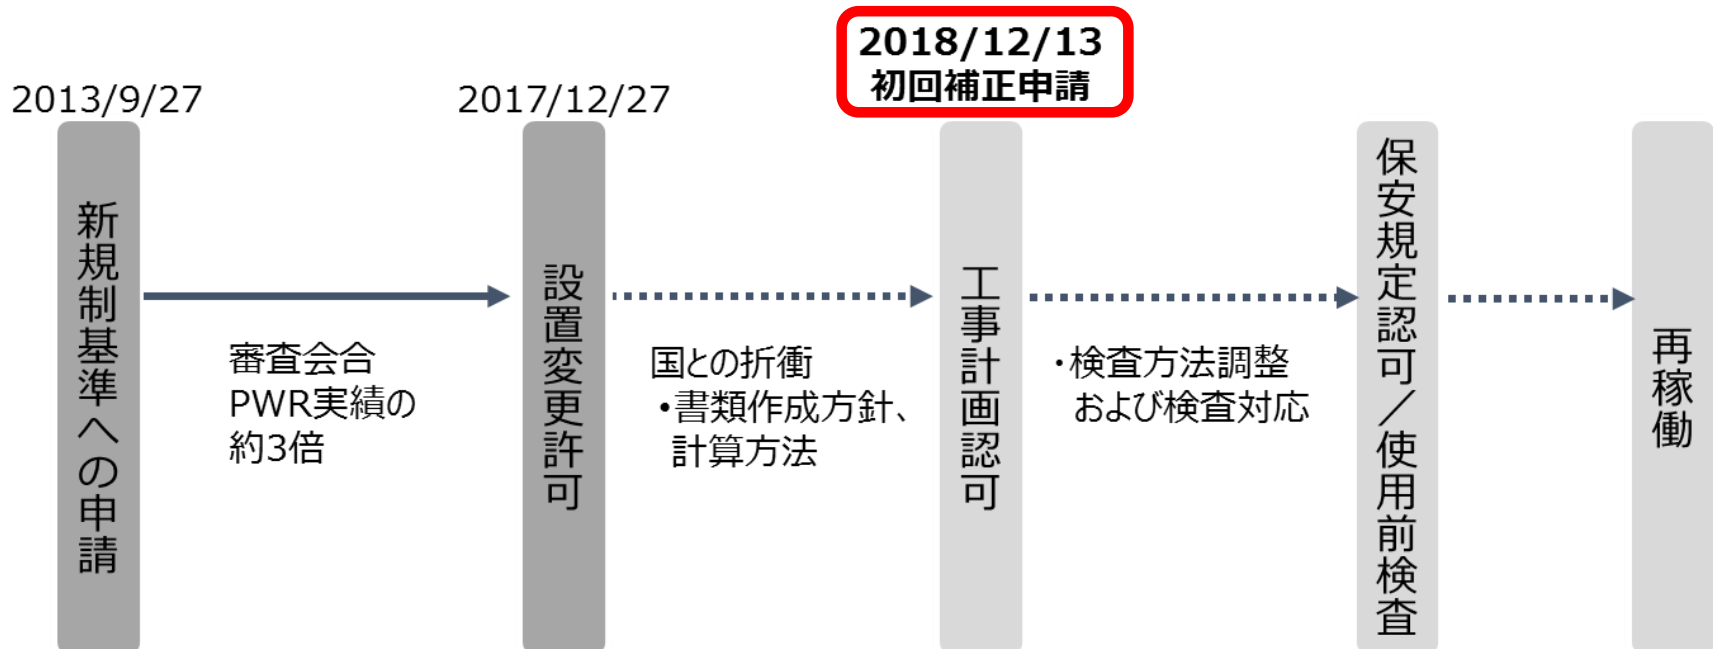 2018/12/13
初回補正申請
2013/9/27
2017/12/27
新規制基準への申請
審査会合
PWR実績の
約3倍
設置変更許可
国との折衝
・書類作成方針、
計算方法
工事計画認可
・検査方法調整
および検査対応
保安規定認可／使用前検査
再稼働